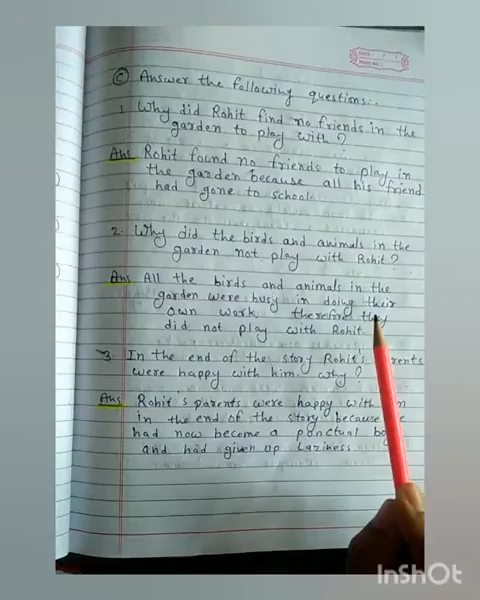 DATE: / /
PAGE NO.:
Ⓒ Answer the following questions:.
1. Why did Rohit find no friends in the
garden to play with?
Ans Rohit found no friends to play in
the garden because all his friend
had gone to school.
2. Why did the birds and animals in the
garden not play with Rohit?
Ans All the birds and animals in the
garden were busy in doing their
own work, therefore they
did not play with Rohit.
3. In the end of the story Rohit's
were happy with him. why?
Ans Rohit's parents were happy with
in the end of the story because
had now become a punctual
and had given up Laziness
InShOt